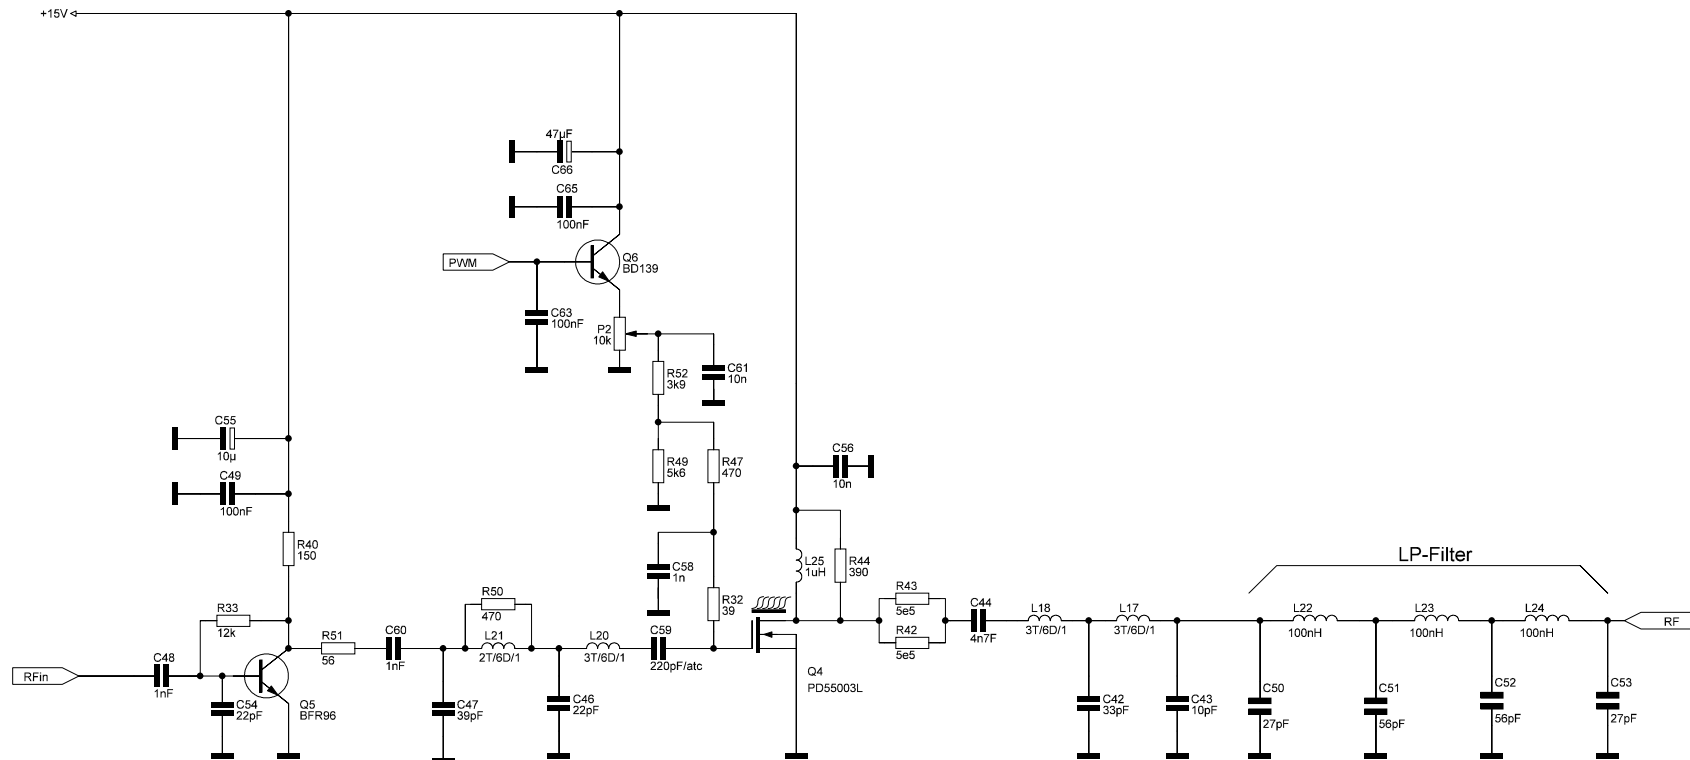 +15V
47µF
C66
C65
100nF
PWM
Q6
BD139
C63
100nF
P2
10k
R52
3k9
C61
10n
C55
10µ
C49
100nF
R49
5k6
R47
470
C56
10n
R40
150
C58
1n
R32
39
L25
1uH
R44
390
LP-Filter
R33
12k
R50
470
R43
5e5
C44
4n7F
R42
5e5
L18
3T/6D/1
L17
3T/6D/1
L22
100nH
L23
100nH
L24
100nH
RF
R51
56
C60
1nF
L21
2T/6D/1
L20
3T/6D/1
C59
220pF/atc
RFin
C48
1nF
C54
22pF
Q5
BFR96
C47
39pF
C46
22pF
Q4
PD55003L
C42
33pF
C43
10pF
C50
27pF
C51
56pF
C52
56pF
C53
27pF